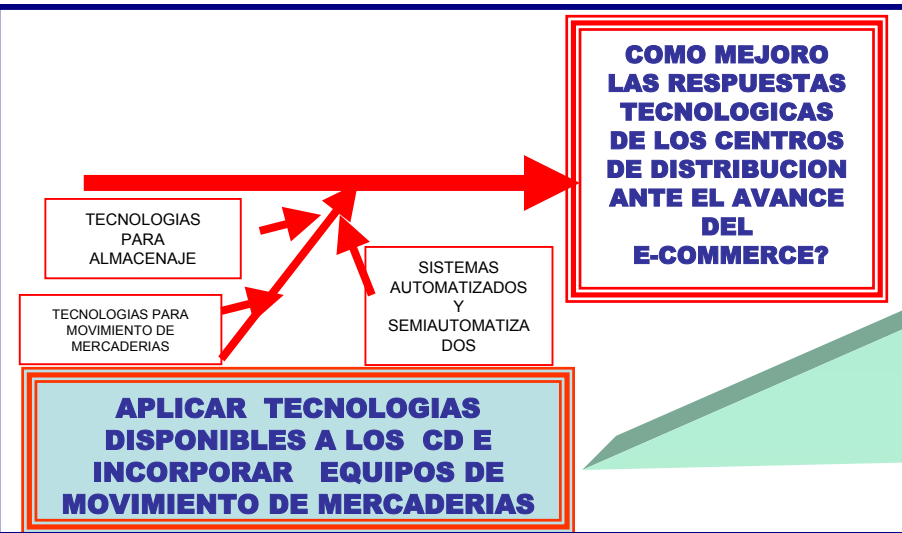 COMO MEJORO
LAS RESPUESTAS
TECNOLOGICAS
DE LOS CENTROS
DE DISTRIBUCION
ANTE EL AVANCE
DEL
E-COMMERCE?
TECNOLOGIAS
PARA
ALMACENAJE
SISTEMAS
AUTOMATIZADOS
Y
SEMIAUTOMATIZA
DOS
TECNOLOGIAS PARA
MOVIMIENTO DE
MERCADERIAS
APLICAR TECNOLOGIAS
DISPONIBLES A LOS CD E
INCORPORAR EQUIPOS DE
MOVIMIENTO DE MERCADERIAS